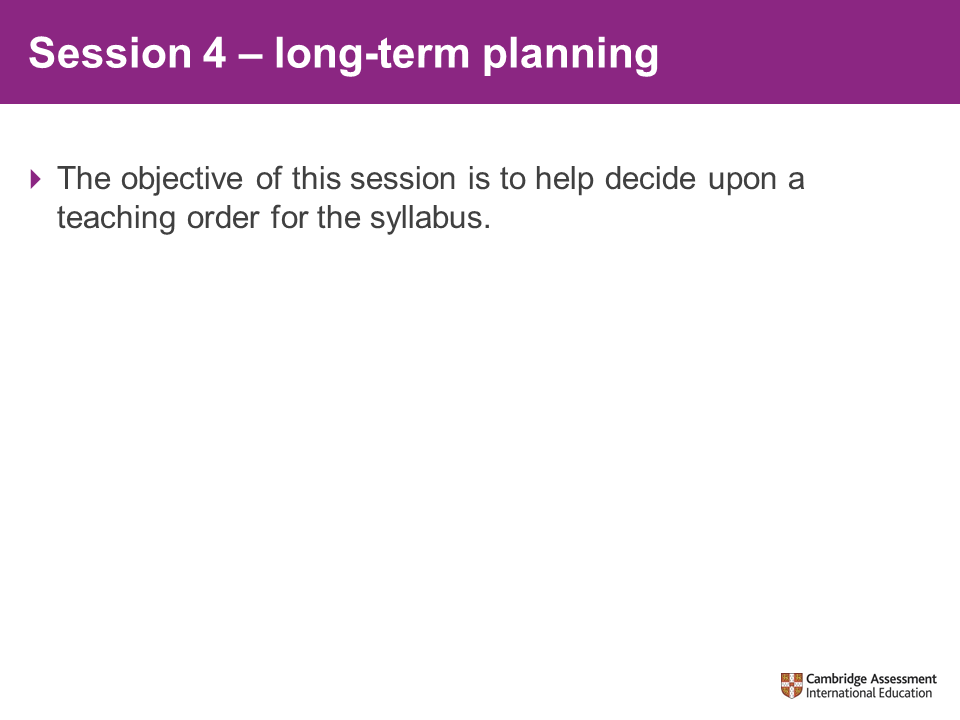 Session 4 – long-term planning
The objective of this session is to help decide upon a
teaching order for the syllabus.
Cambridge Assessment
International Education